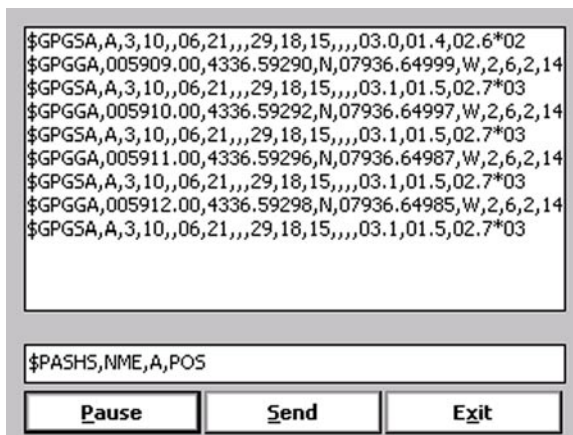 $GPGSA,A,3,10,,06,21,,,29,18,15,,,,03.0,01.4,02.6*02
$GPGGA,005909.00,4336.59290,N,07936.64999,W,2,6,2,14
$GPGSA,A,3,10,,06,21,,,29,18,15,,,,03.1,01.5,02.7*03
$GPGGA,005910.00,4336.59292,N,07936.64997,W,2,6,2,14
$GPGSA,A,3,10,,06,21,,,29,18,15,,,,03.1,01.5,02.7*03
$GPGGA,005911.00,4336.59296,N,07936.64987,W,2,6,2,14
$GPGSA,A,3,10,,06,21,,,29,18,15,,,,03.1,01.5,02.7*03
$GPGGA,005912.00,4336.59298,N,07936.64985,W,2,6,2,14
$GPGSA,A,3,10,,06,21,,,29,18,15,,,,03.1,01.5,02.7*03
$PASHS,NME,A,POS
Pause Send Exit